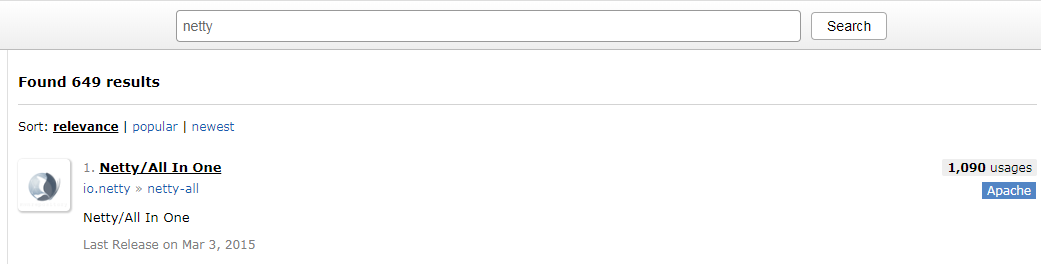 netty Search
Found 649 results
Sort: relevance | popular | newest
1. Netty/All In One 1,090 usages
io.netty » netty-all Apache
Netty/All In One
Last Release on Mar 3, 2015